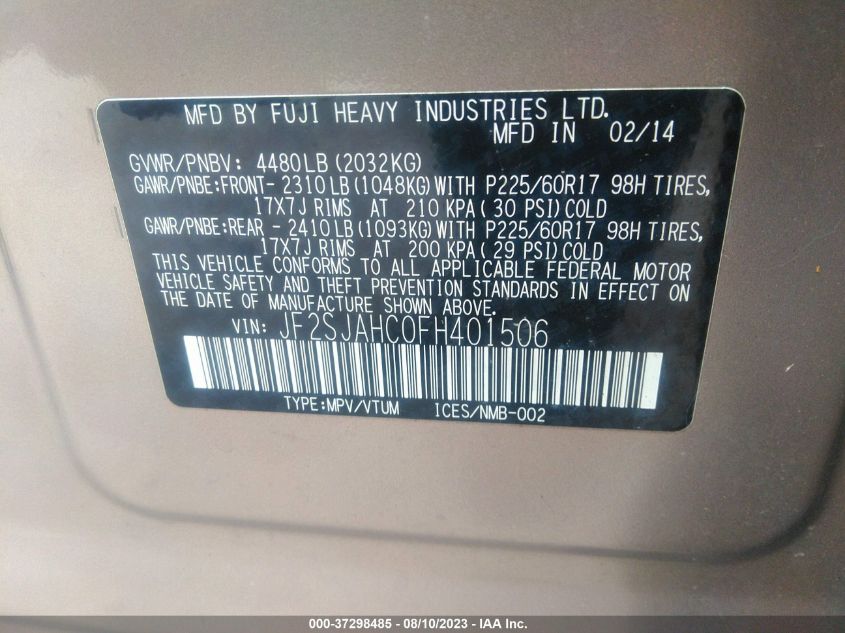 MFD BY FUJI HEAVY INDUSTRIES LTD.
MFD IN 02/14
GVWR/PNBV: 4480LB(2032KG)
GAWR/PNBE:FRONT- 2310LB(1048KG)WITH P225/60R17 98H TIRES,
17X7J RIMS AT 210 KPA( 30 PSI)COLD
GAWR/PNBE:REAR - 2410LB(1093KG)WITH P225/60R17 98H TIRES,
17X7J RIMS AT 200 KPA( 29 PSI)COLD
THIS VEHICLE CONFORMS TO ALL APPLICABLE FEDERAL MOTOR
VEHICLE SAFETY AND THEFT PREVENTION STANDARDS IN EFFECT ON
THE DATE OF MANUFACTURE SHOWN ABOVE.
VIN: JF2SJAHC0FH401506
TYPE:MPV/VTUM ICES/NMB-002
000-37298485 - 08/10/2023 - IAA Inc.